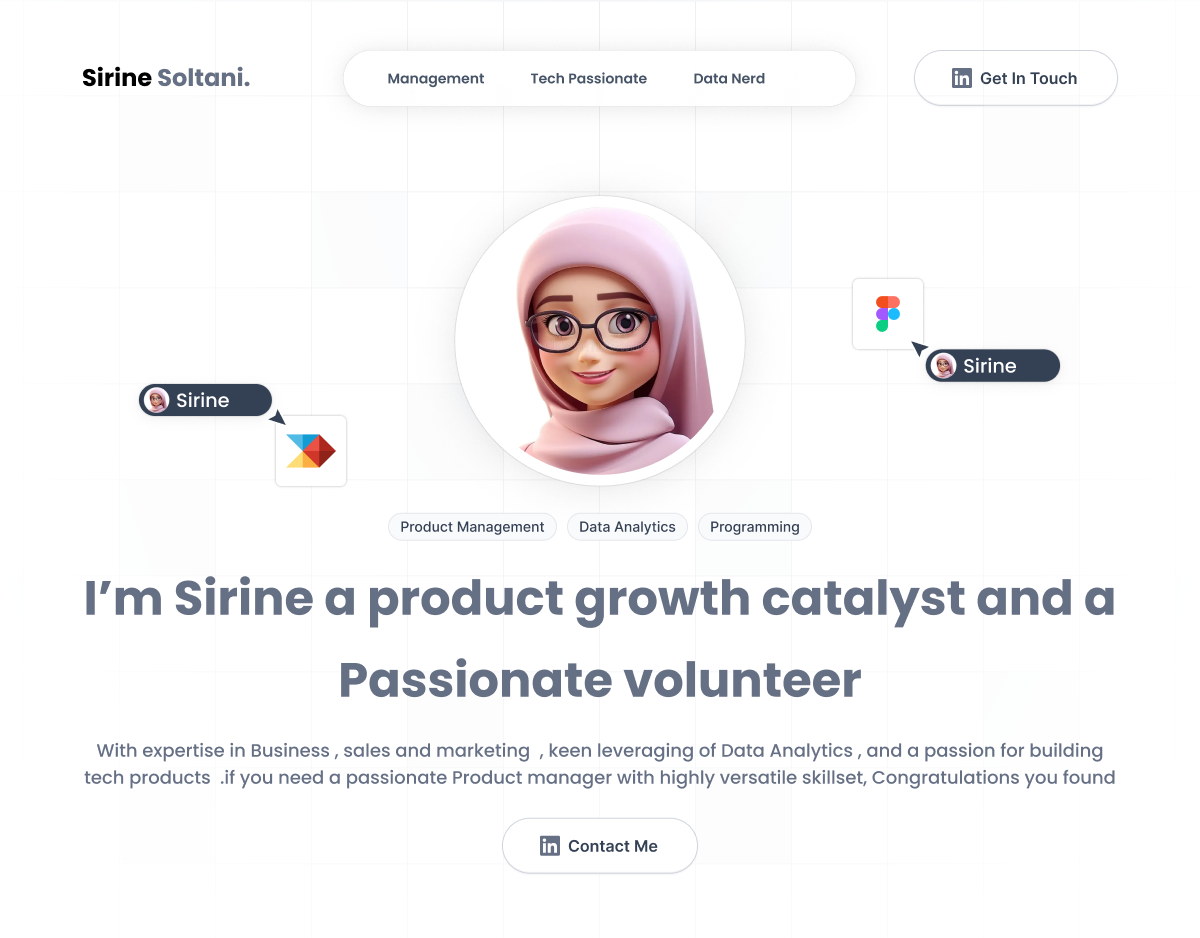 Sirine Soltani.
Management Tech Passionate Data Nerd
in Get In Touch
Sirine
Sirine
Product Management Data Analytics Programming
I’m Sirine a product growth catalyst and a
Passionate volunteer
With expertise in Business , sales and marketing  , keen leveraging of Data Analytics , and a passion for building
tech products  .if you need a passionate Product manager with highly versatile skillset, Congratulations you found
in Contact Me